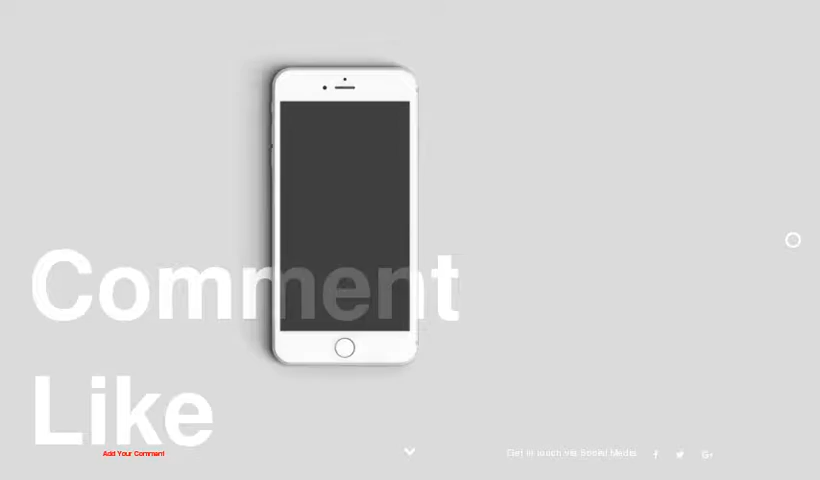 Comment
Like
Add Your Comment
Get in touch via Social Media
f
G+